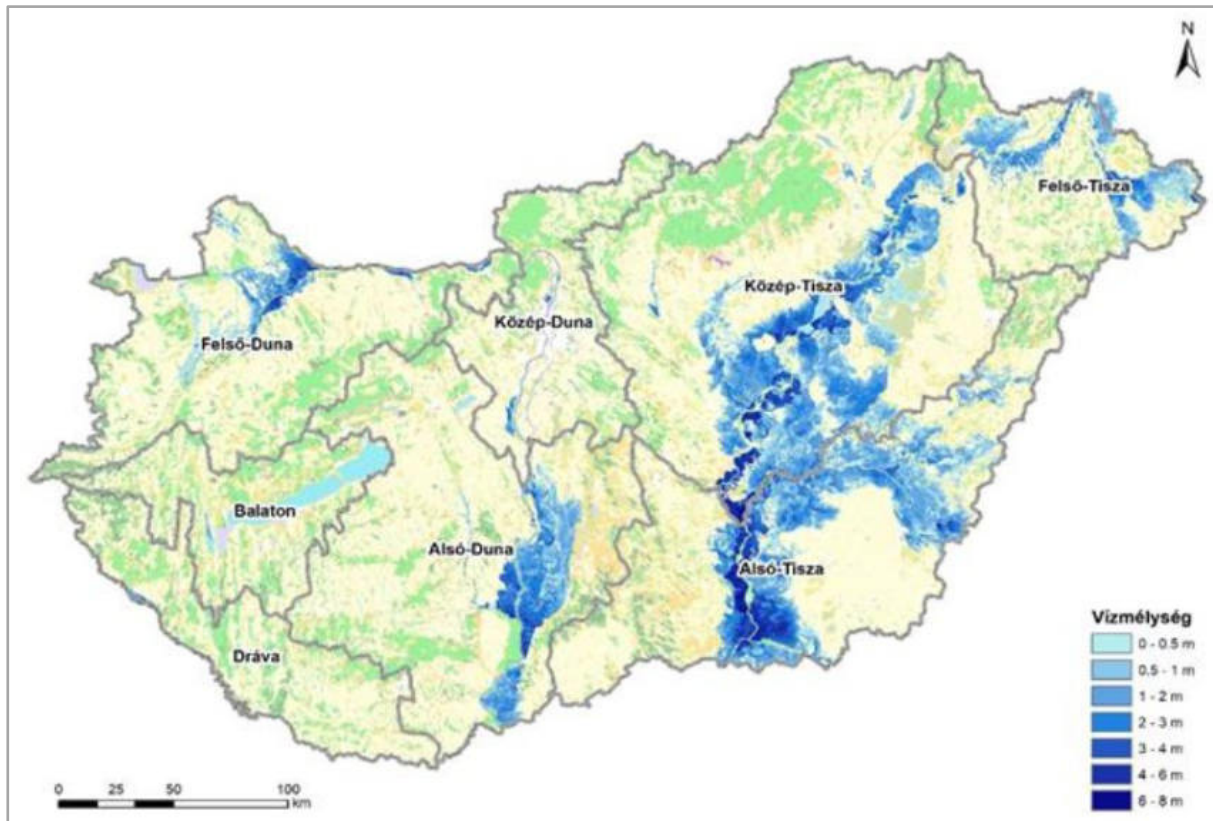 N
Felső-Tisza
Közép-Tisza
Közép-Duna
Felső-Duna
Balaton
Alsó-Duna
Alsó-Tisza
Dráva
Vízmélység
0 - 0.5 m
0.5 - 1 m
1 - 2 m
2 - 3 m
3 - 4 m
4 - 6 m
6 - 8 m
0 25 50 100
km